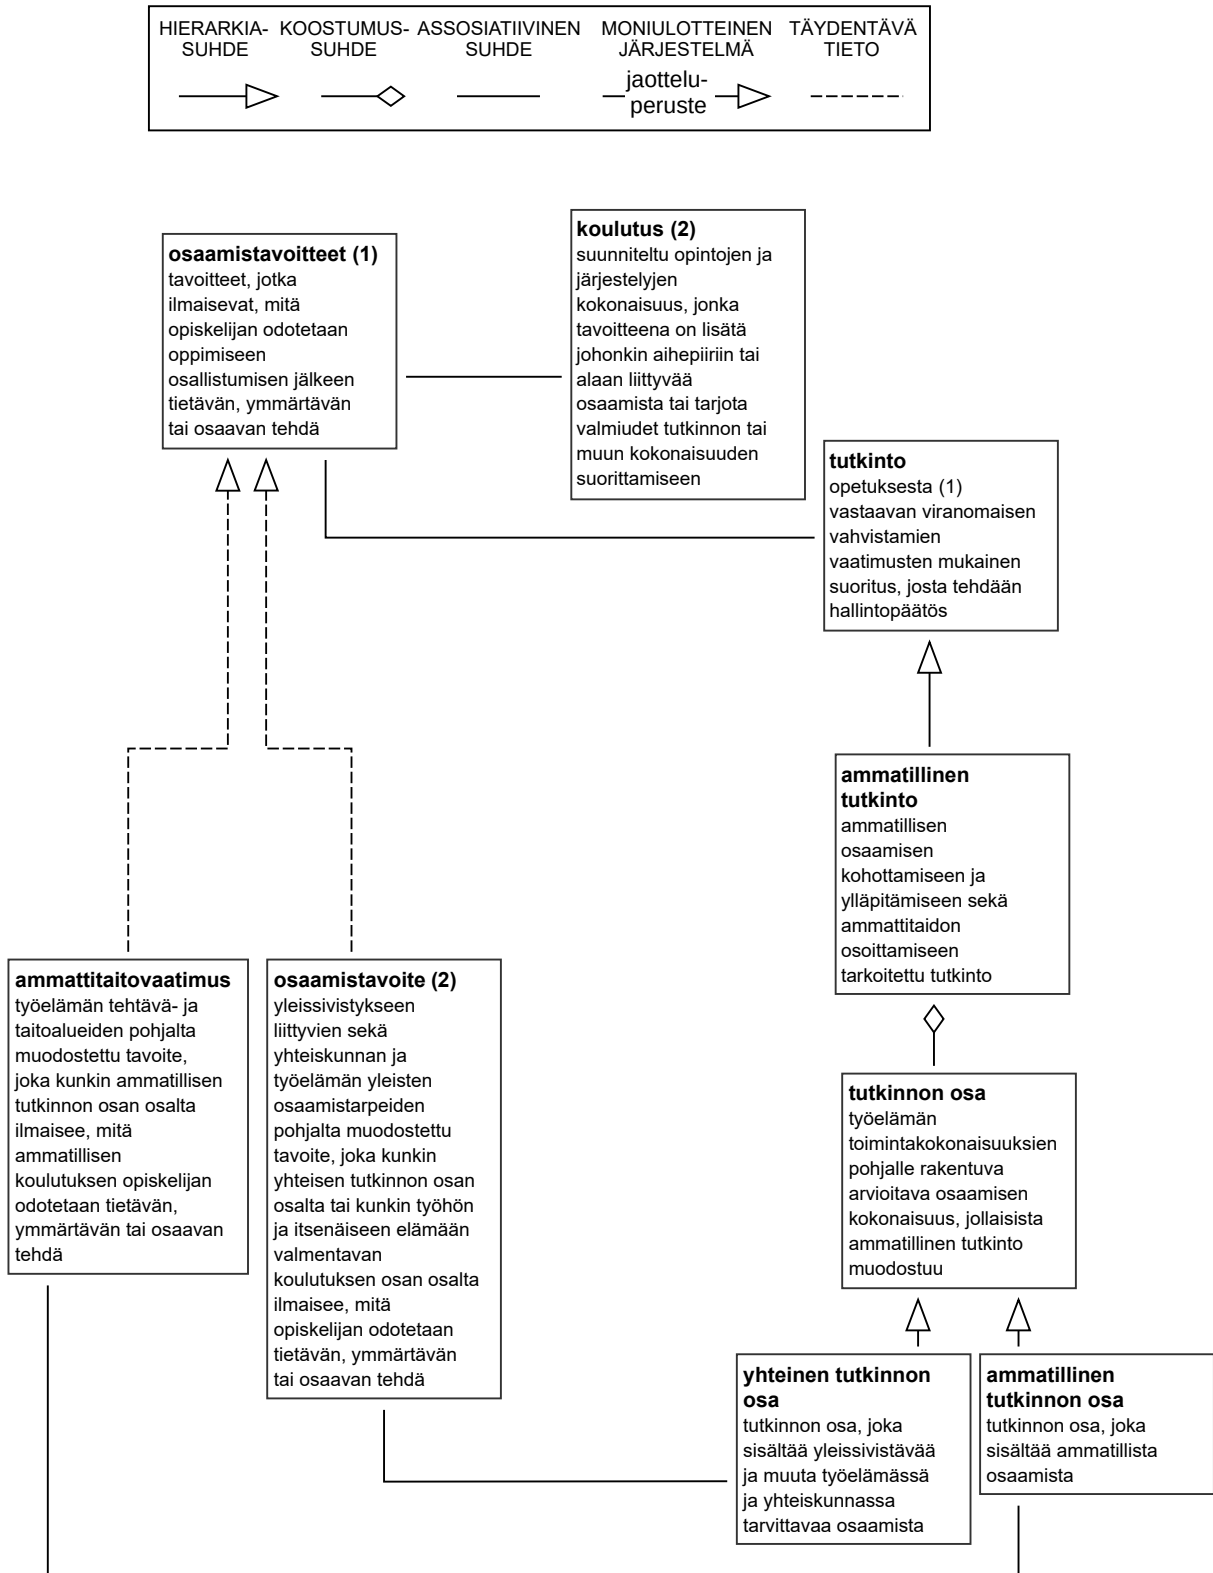 HIERARKIA-
SUHDE
KOOSTUMUS-
SUHDE
ASSOSIATIIVINEN
SUHDE
MONIULOTTEINEN
JÄRJESTELMÄ
TÄYDENTÄVÄ
TIETO
jaottelu-
peruste
osaamistavoitteet (1)
tavoitteet, jotka
ilmaisevat, mitä
opiskelijan odotetaan
oppimiseen
osallistumisen jälkeen
tietävän, ymmärtävän
tai osaavan tehdä
koulutus (2)
suunniteltu opintojen ja
järjestelyjen
kokonaisuus, jonka
tavoitteena on lisätä
johonkin aihepiiriin tai
alaan liittyvää
osaamista tai tarjota
valmiudet tutkinnon tai
muun kokonaisuuden
suorittamiseen
tutkinto
opetuksesta (1)
vastaavan viranomaisen
vahvistamien
vaatimusten mukainen
suoritus, josta tehdään
hallintopäätös
ammatillinen
tutkinto
ammatillisen
osaamisen
kohottamiseen ja
ylläpitämiseen sekä
ammattitaidon
osoittamiseen
tarkoitettu tutkinto
ammattitaitovaatimus
työelämän tehtävä- ja
taitoalueiden pohjalta
muodostettu tavoite,
joka kunkin ammatillisen
tutkinnon osan osalta
ilmaisee, mitä
ammatillisen
koulutuksen opiskelijan
odotetaan tietävän,
ymmärtävän tai osaavan
tehdä
osaamistavoite (2)
yleissivistykseen
liittyvien sekä
yhteiskunnan ja
työelämän yleisten
osaamistarpeiden
pohjalta muodostettu
tavoite, joka kunkin
yhteisen tutkinnon osan
osalta tai kunkin työhön
ja itsenäiseen elämään
valmentavan
koulutuksen osan osalta
ilmaisee, mitä
opiskelijan odotetaan
tietävän, ymmärtävän
tai osaavan tehdä
tutkinnon osa
työelämän
toimintakokonaisuuksien
pohjalle rakentuva
arvioitava osaamisen
kokonaisuus, jollaisista
ammatillinen tutkinto
muodostuu
yhteinen tutkinnon
osa
tutkinnon osa, joka
sisältää yleissivistävää
ja muuta työelämässä
ja yhteiskunnassa
tarvittavaa osaamista
ammatillinen
tutkinnon osa
tutkinnon osa, joka
sisältää ammatillista
osaamista